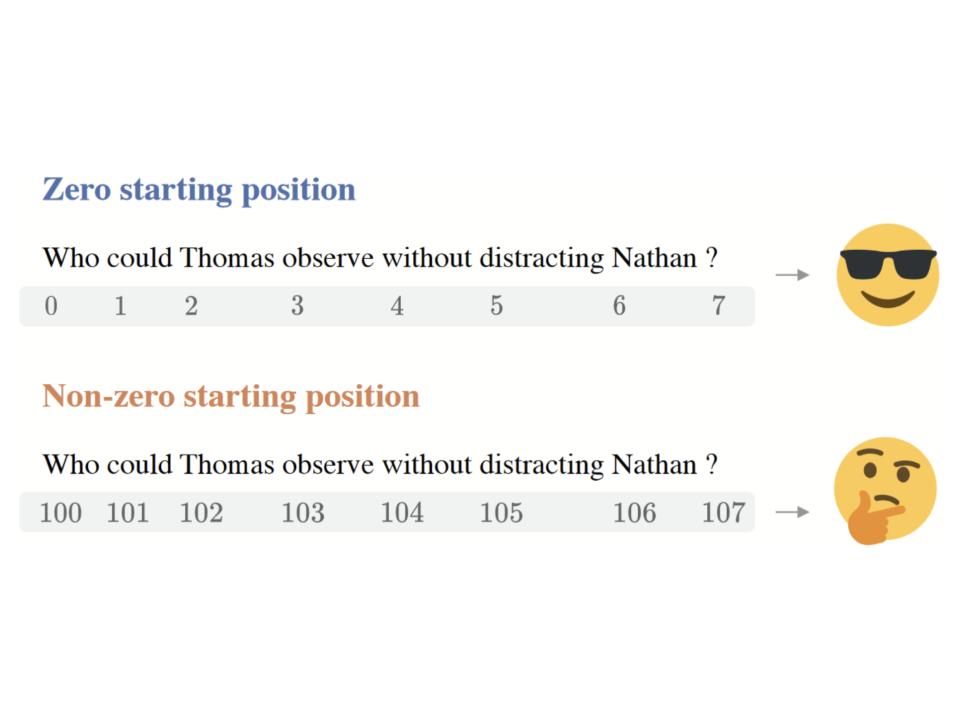 Zero starting position
Who could Thomas observe without distracting Nathan ?
0 1 2 3 4 5 6 7
Non-zero starting position
Who could Thomas observe without distracting Nathan ?
100 101 102 103 104 105 106 107